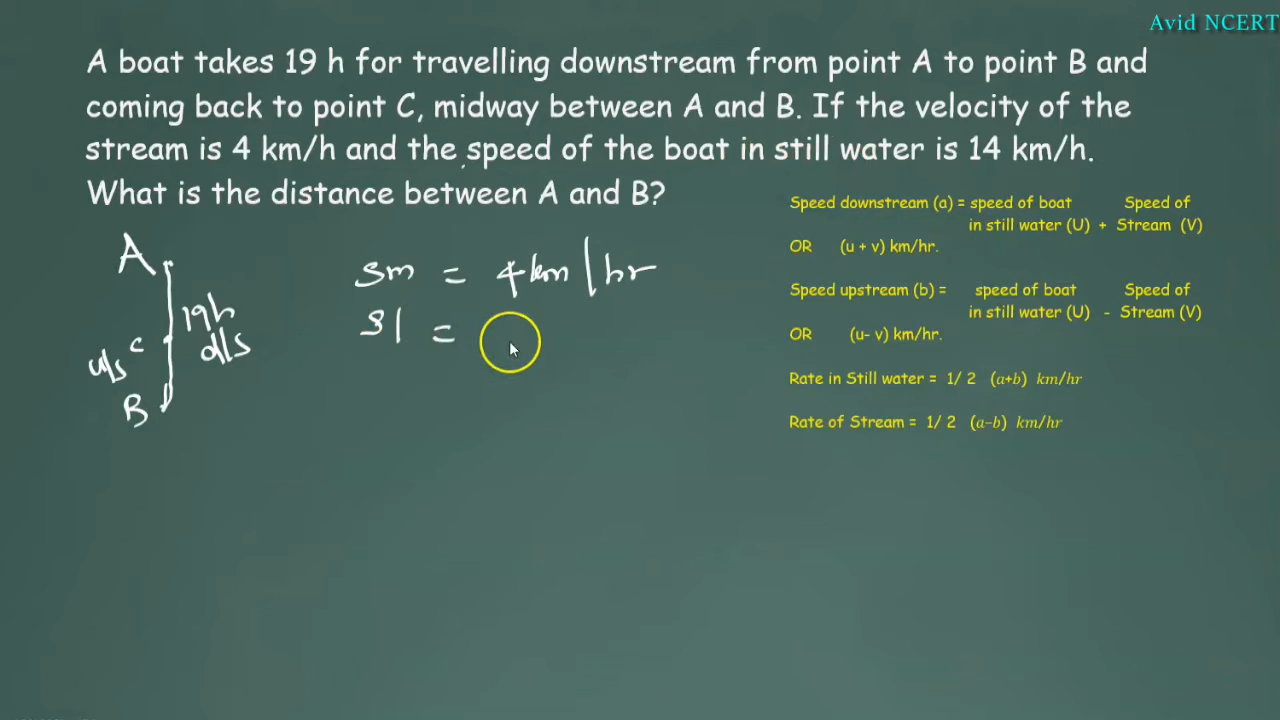 Avid NCERT
A boat takes 19 h for travelling downstream from point A to point B and
coming back to point C, midway between A and B. If the velocity of the
stream is 4 km/h and the speed of the boat in still water is 14 km/h.
What is the distance between A and B?
Speed downstream (a) = speed of boat Speed of
in still water (U) + Stream (V)
OR (u + v) km/hr.
Speed upstream (b) = speed of boat Speed of
in still water (U) - Stream (V)
OR (u- v) km/hr.
Rate in Still water = 1/ 2 (a+b) km/hr
Rate of Stream = 1/ 2 (a-b) km/hr
A
19h
d/s
C
u/s
B
Sm = 4km/hr
Sl =